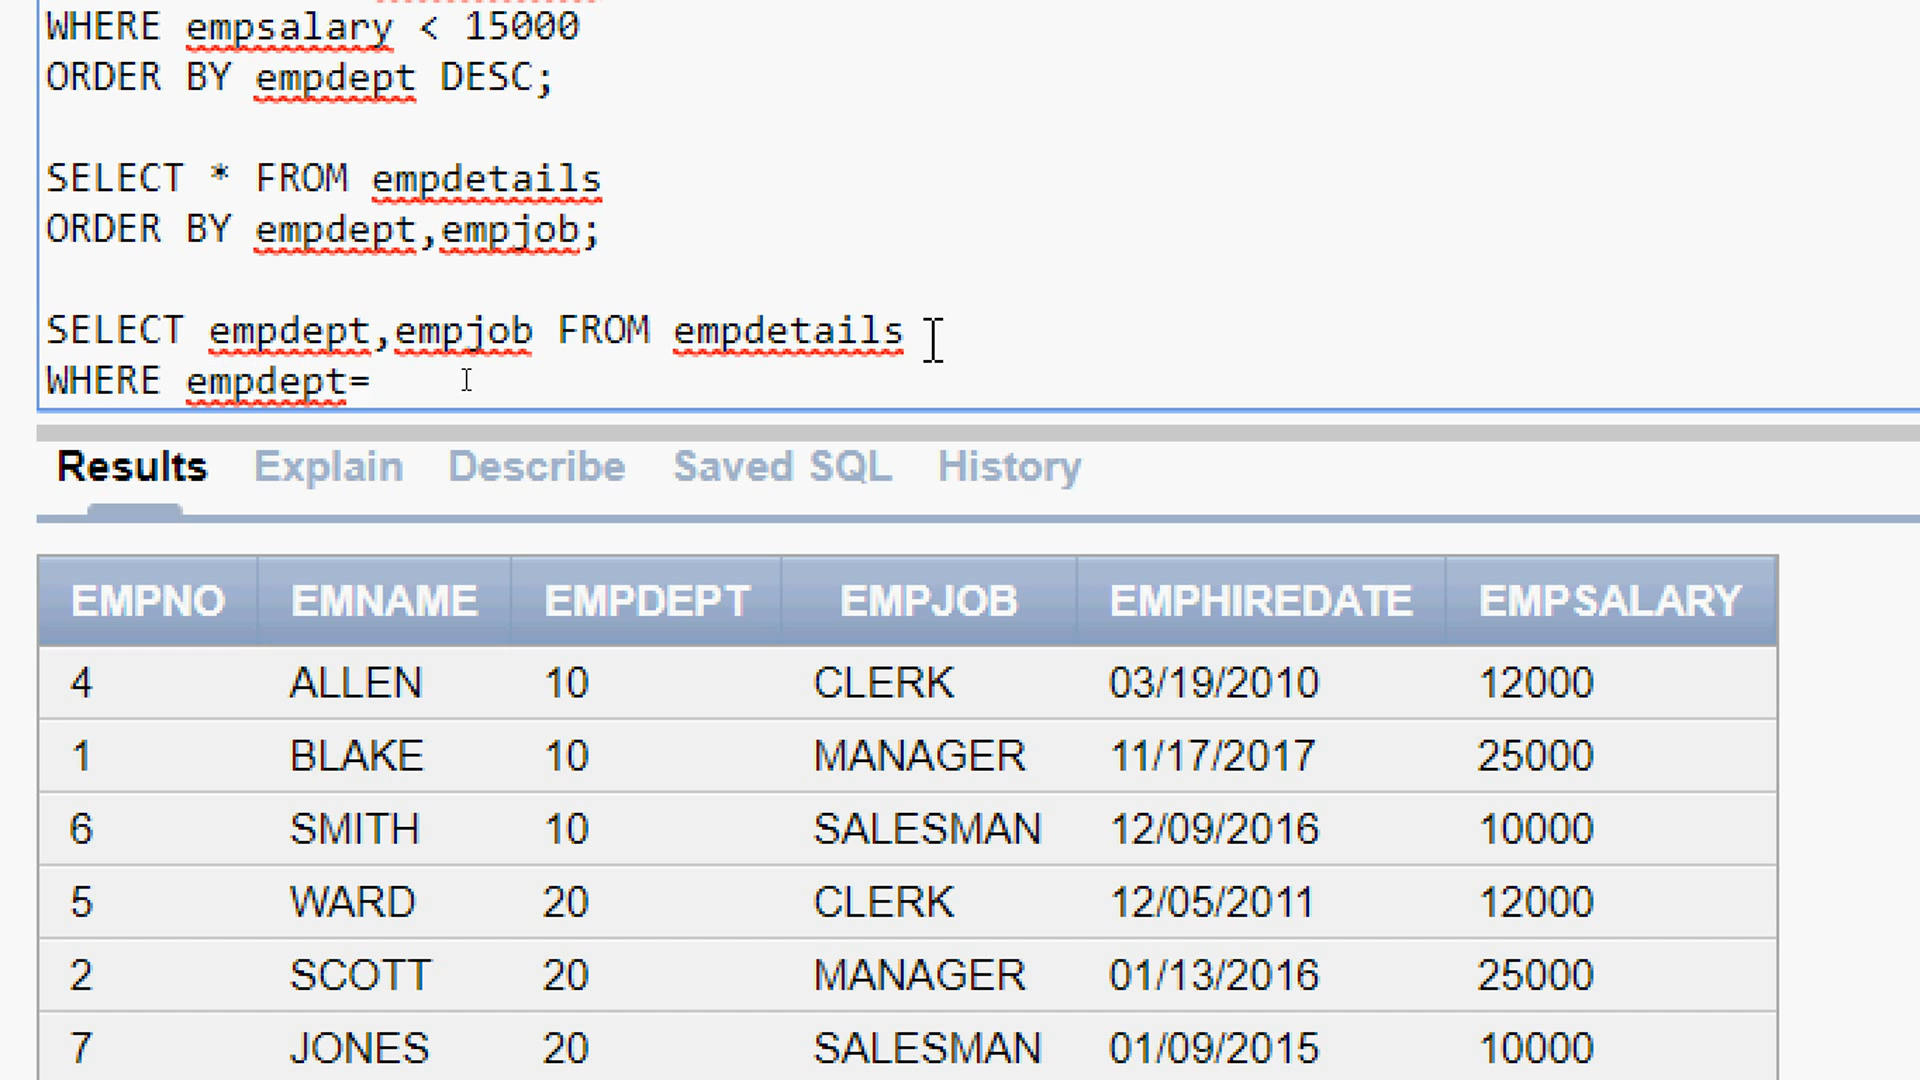 WHERE empsalary < 15000
ORDER BY empdept DESC;
SELECT * FROM empdetails
ORDER BY empdept,empjob;
SELECT empdept,empjob FROM empdetails
WHERE empdept=
Results Explain Describe Saved SQL History
EMPNO EMNAME EMPDEPT EMPJOB EMPHIREDATE EMPSALARY
4 ALLEN 10 CLERK 03/19/2010 12000
1 BLAKE 10 MANAGER 11/17/2017 25000
6 SMITH 10 SALESMAN 12/09/2016 10000
5 WARD 20 CLERK 12/05/2011 12000
2 SCOTT 20 MANAGER 01/13/2016 25000
7 JONES 20 SALESMAN 01/09/2015 10000